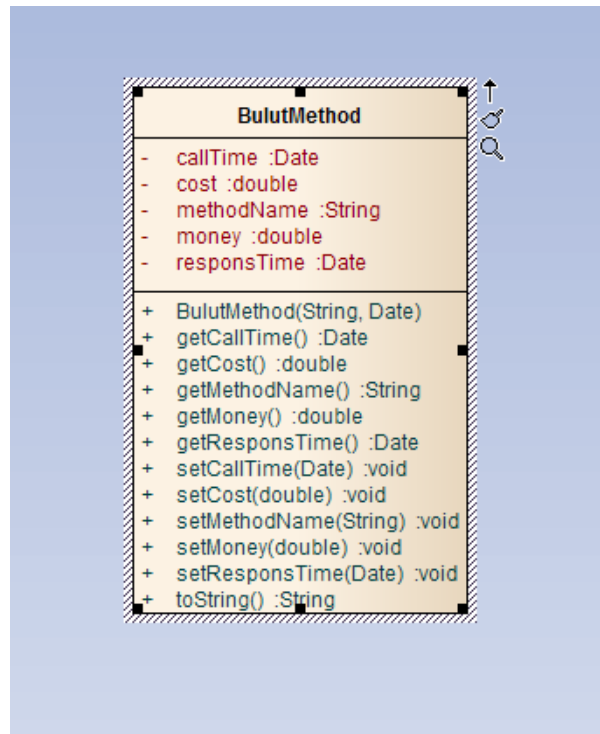 BulutMethod
- callTime :Date
- cost :double
- methodName :String
- money :double
- responsTime :Date
+ BulutMethod(String, Date)
+ getCallTime() :Date
+ getCost() :double
+ getMethodName() :String
+ getMoney() :double
+ getResponsTime() :Date
+ setCallTime(Date) :void
+ setCost(double) :void
+ setMethodName(String) :void
+ setMoney(double) :void
+ setResponsTime(Date) :void
+ toString() :String